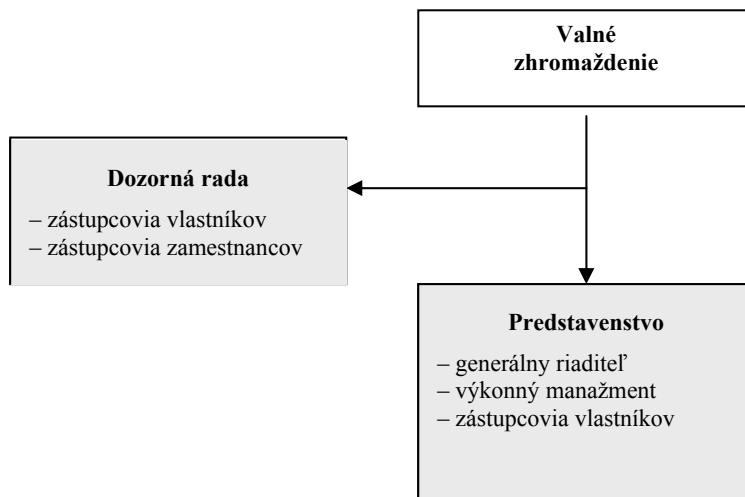 Valné
zhromaždenie
Dozorná rada
– zástupcovia vlastníkov
– zástupcovia zamestnancov
Predstavenstvo
– generálny riaditeľ
– výkonný manažment
– zástupcovia vlastníkov